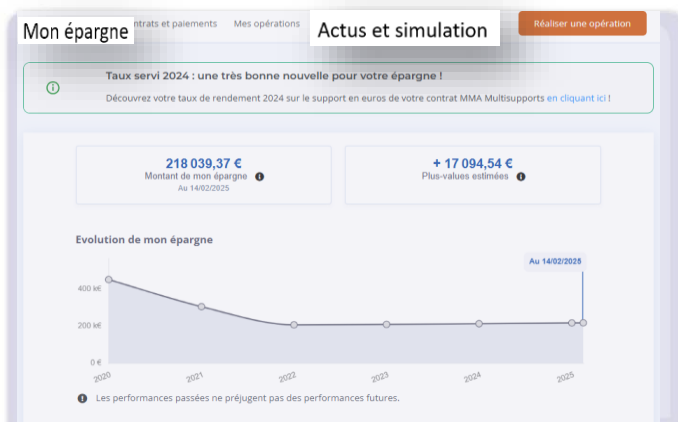 Mon épargne
ntrats et paiements
Mes opérations
Actus et simulation
Réaliser une opération
Taux servi 2024 : une très bonne nouvelle pour votre épargne !
Découvrez votre taux de rendement 2024 sur le support en euros de votre contrat MMA Multisupports en cliquant ici !
218 039,37 €
Montant de mon épargne
Au 14/02/2025
+ 17 094,54 €
Plus-values estimées
Evolution de mon épargne
Au 14/02/2025
400 k€
200 k€
0 €
2020
2021
2022
2023
2024
2025
Les performances passées ne préjugent pas des performances futures.